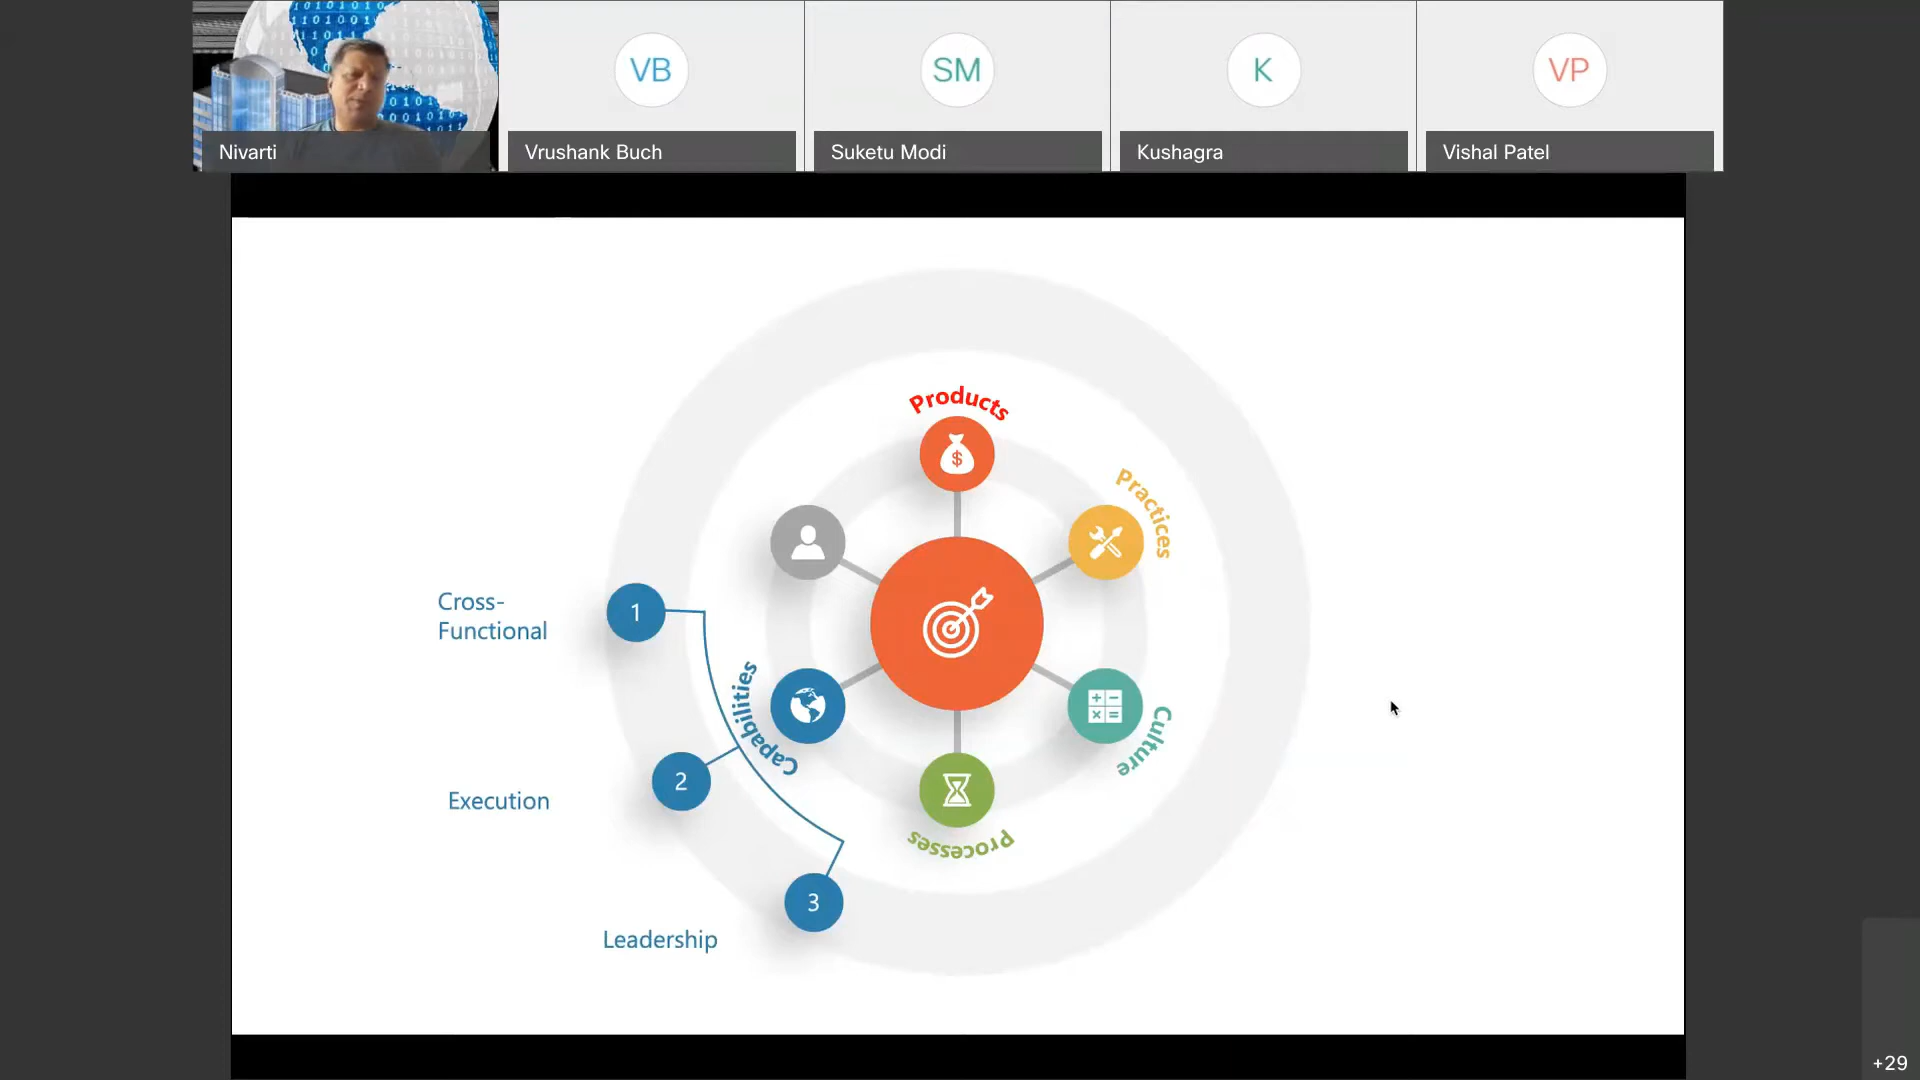 VB
SM
K
VP
Nivarti
Vrushank Buch
Suketu Modi
Kushagra
Vishal Patel
Products
$
Practices
Cross-
Functional
1
Capabilities
+ −
× =
Culture
2
Execution
Processes
3
Leadership
+29